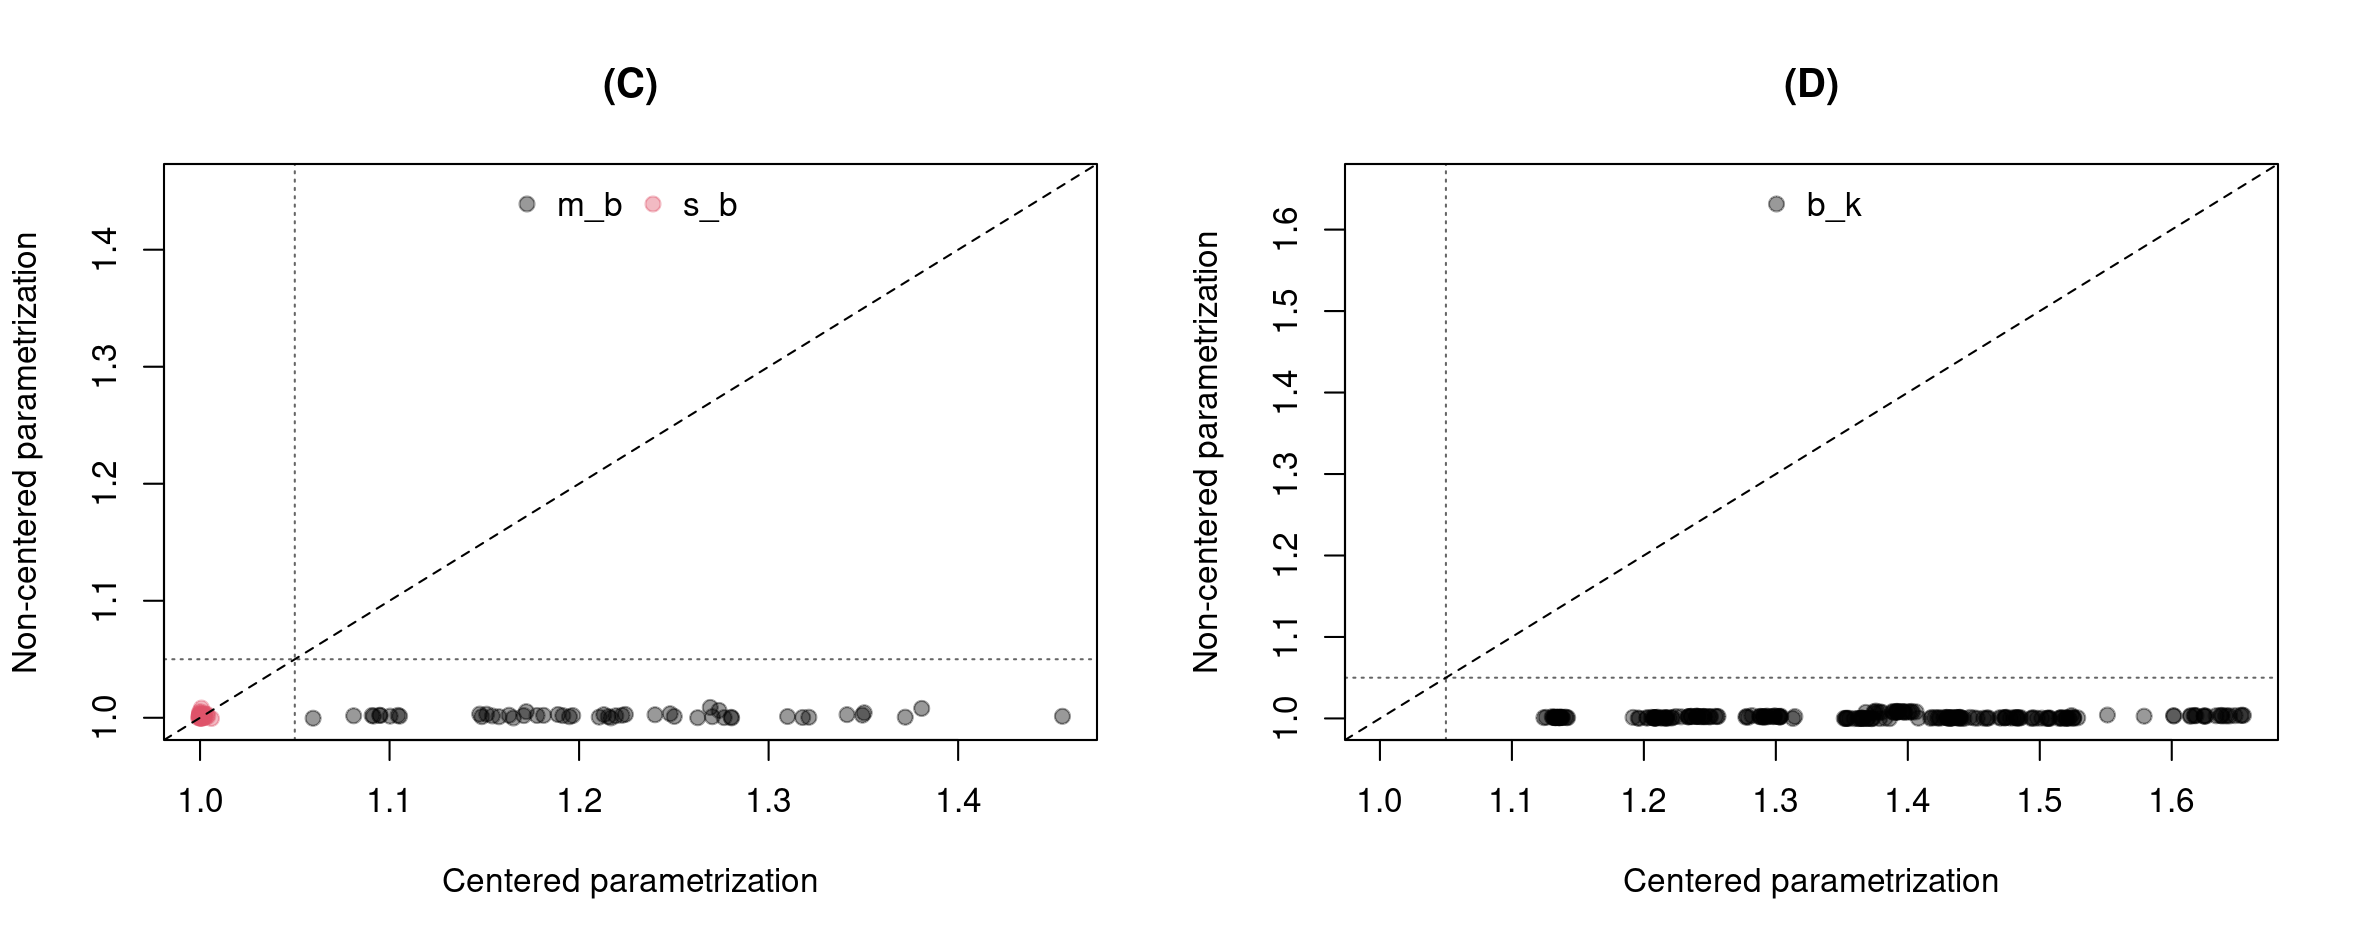 (C)
m_b s_b
Non-centered parametrization
1.0 1.1 1.2 1.3 1.4
1.0 1.1 1.2 1.3 1.4
Centered parametrization
(D)
b_k
Non-centered parametrization
1.0 1.1 1.2 1.3 1.4 1.5 1.6
1.0 1.1 1.2 1.3 1.4 1.5 1.6
Centered parametrization